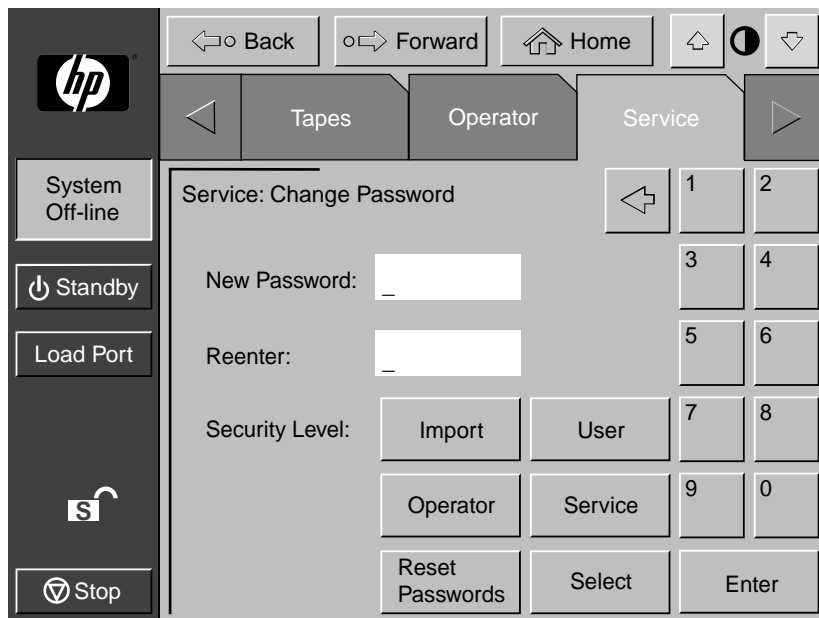 hp
Back
Forward
Home
Tapes
Operator
Service
System
Off-line
Service: Change Password
1
2
Standby
New Password:
_
3
4
Load Port
Reenter:
_
5
6
Security Level:
Import
User
7
8
S
Operator
Service
9
0
Stop
Reset
Passwords
Select
Enter